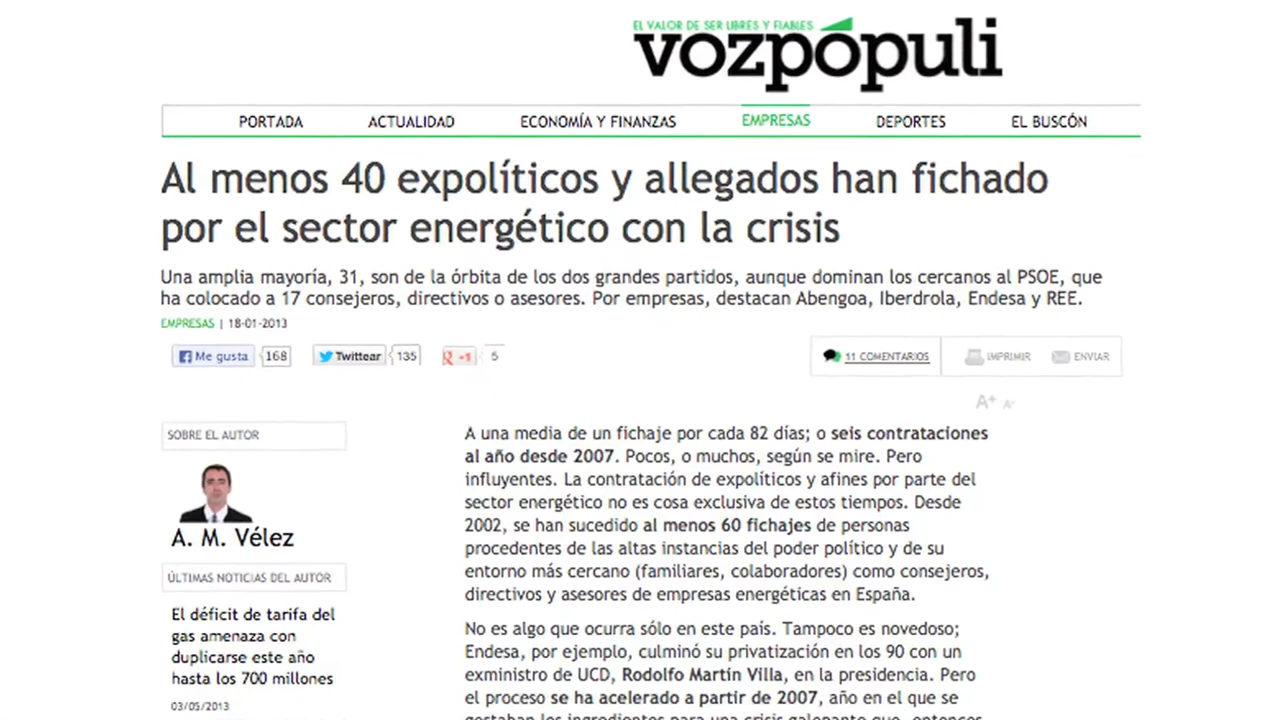 EL VALOR DE SER LIBRES Y FIABLES
vozpópuli
PORTADA ACTUALIDAD ECONOMÍA Y FINANZAS EMPRESAS DEPORTES EL BUSCÓN
Al menos 40 expolíticos y allegados han fichado
por el sector energético con la crisis
Una amplia mayoría, 31, son de la órbita de los dos grandes partidos, aunque dominan los cercanos al PSOE, que
ha colocado a 17 consejeros, directivos o asesores. Por empresas, destacan Abengoa, Iberdrola, Endesa y REE.
EMPRESAS | 18-01-2013
Me gusta 168 Twittear 135 +1 5
11 COMENTARIOS IMPRIMIR ENVIAR
A+ A-
SOBRE EL AUTOR
A. M. Vélez
ÚLTIMAS NOTICIAS DEL AUTOR
El déficit de tarifa del
gas amenaza con
duplicarse este año
hasta los 700 millones
03/05/2013
A una media de un fichaje por cada 82 días; o seis contrataciones
al año desde 2007. Pocos, o muchos, según se mire. Pero
influyentes. La contratación de expolíticos y afines por parte del
sector energético no es cosa exclusiva de estos tiempos. Desde
2002, se han sucedido al menos 60 fichajes de personas
procedentes de las altas instancias del poder político y de su
entorno más cercano (familiares, colaboradores) como consejeros,
directivos y asesores de empresas energéticas en España.
No es algo que ocurra sólo en este país. Tampoco es novedoso;
Endesa, por ejemplo, culminó su privatización en los 90 con un
exministro de UCD, Rodolfo Martín Villa, en la presidencia. Pero
el proceso se ha acelerado a partir de 2007, año en el que se
gestaban los ingredientes para una crisis galopante que, entonces